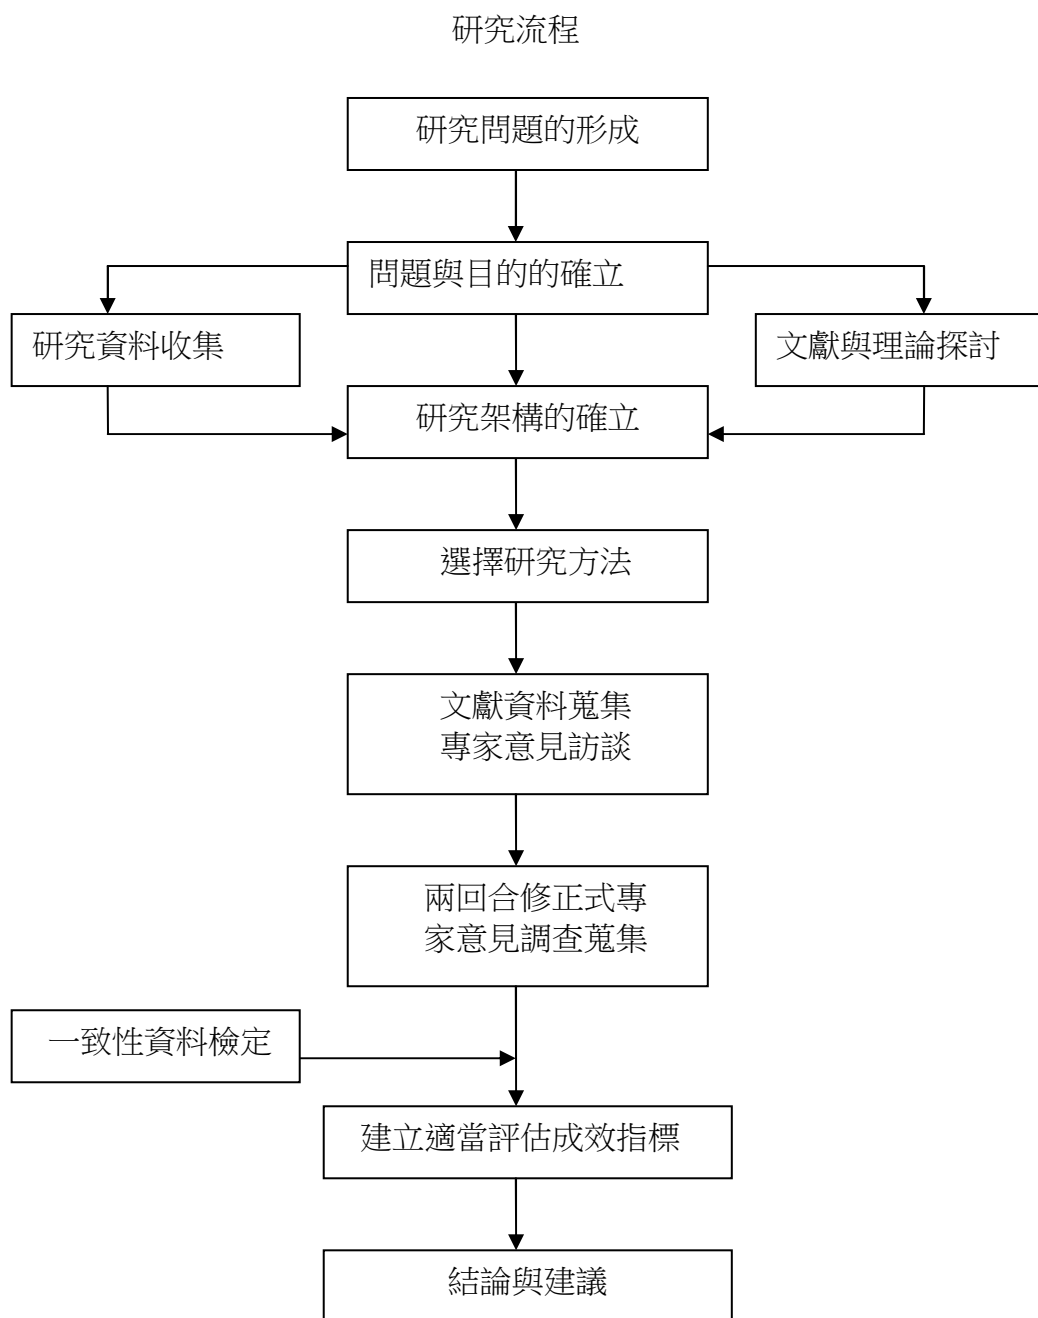 研究流程
研究問題的形成
問題與目的的確立
研究資料收集
文獻與理論探討
研究架構的確立
選擇研究方法
文獻資料蒐集
專家意見訪談
兩回合修正式專
家意見調查蒐集
一致性資料檢定
建立適當評估成效指標
結論與建議